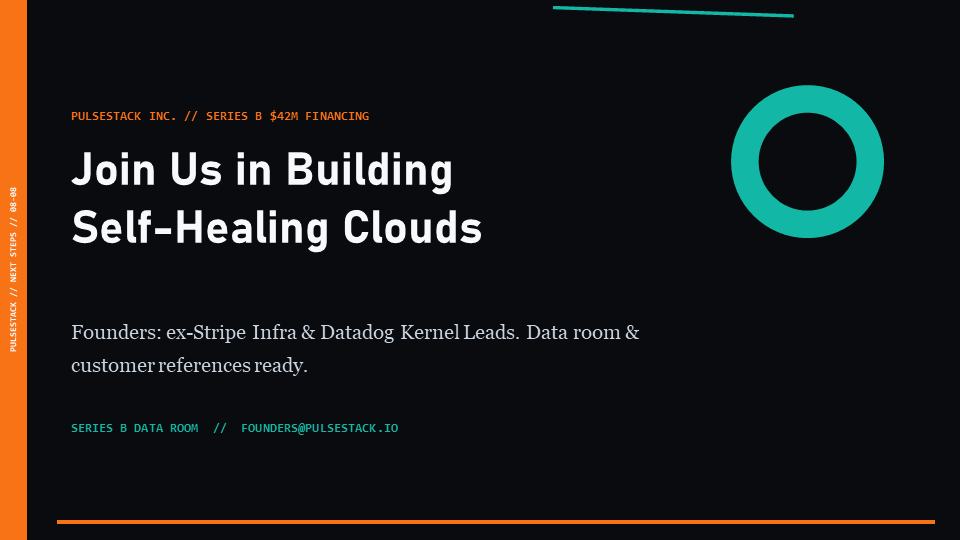 PULSESTACK // NEXT STEPS // 08-08
PULSESTACK INC. // SERIES B $42M FINANCING
Join Us in Building
Self-Healing Clouds
Founders: ex-Stripe Infra & Datadog Kernel Leads. Data room &
customer references ready.
SERIES B DATA ROOM // FOUNDERS@PULSESTACK.IO